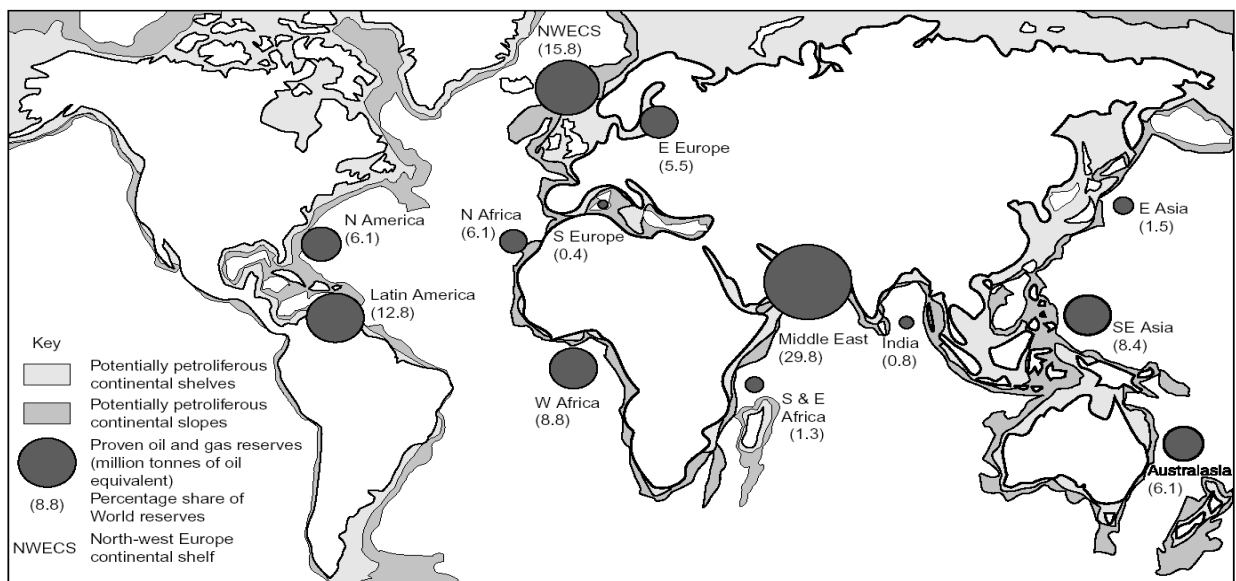 NWECS
(15.8)
E Europe
(5.5)
N America
(6.1)
N Africa
(6.1)
S Europe
(0.4)
E Asia
(1.5)
Latin America
(12.8)
Middle East
(29.8)
India
(0.8)
SE Asia
(8.4)
W Africa
(8.8)
S & E
Africa
(1.3)
Australasia
(6.1)
Key
Potentially petroliferous
continental shelves
Potentially petroliferous
continental slopes
Proven oil and gas reserves
(million tonnes of oil
equivalent)
(8.8)
Percentage share of
World reserves
NWECS
North-west Europe
continental shelf